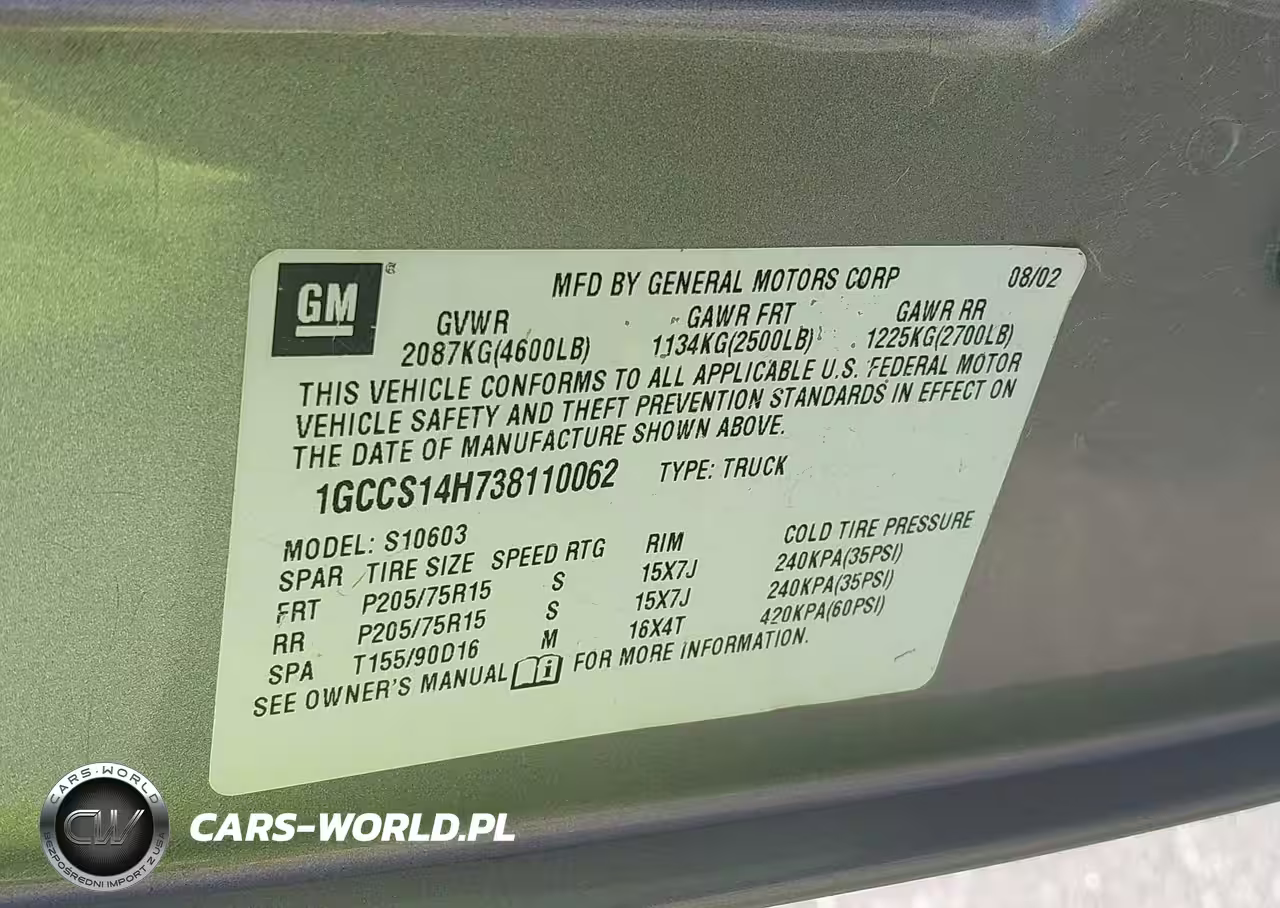 GM ®
MFD BY GENERAL MOTORS CORP 08/02
GVWR GAWR FRT GAWR RR
2087KG(4600LB) 1134KG(2500LB) 1225KG(2700LB)
THIS VEHICLE CONFORMS TO ALL APPLICABLE U.S. FEDERAL MOTOR
VEHICLE SAFETY AND THEFT PREVENTION STANDARDS IN EFFECT ON
THE DATE OF MANUFACTURE SHOWN ABOVE.
1GCCS14H738110062 TYPE: TRUCK
MODEL: S10603
SPAR TIRE SIZE SPEED RTG RIM COLD TIRE PRESSURE
FRT P205/75R15 S 15X7J 240KPA(35PSI)
RR P205/75R15 S 15X7J 240KPA(35PSI)
SPA T155/90D16 M 16X4T 420KPA(60PSI)
SEE OWNER'S MANUAL FOR MORE INFORMATION.
CARS-WORLD
CW
BEZPOŚREDNI IMPORT Z USA
CARS-WORLD.PL